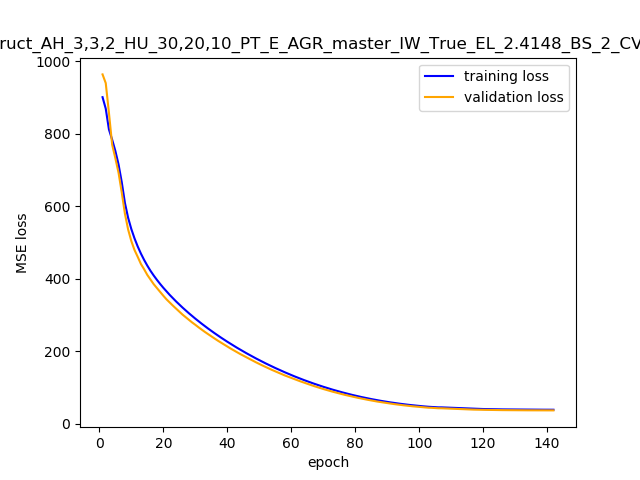 ruct_AH_3,3,2_HU_30,20,10_PT_E_AGR_master_IW_True_EL_2.4148_BS_2_CV
training loss
validation loss
1000
800
600
400
200
0
MSE loss
0 20 40 60 80 100 120 140
epoch